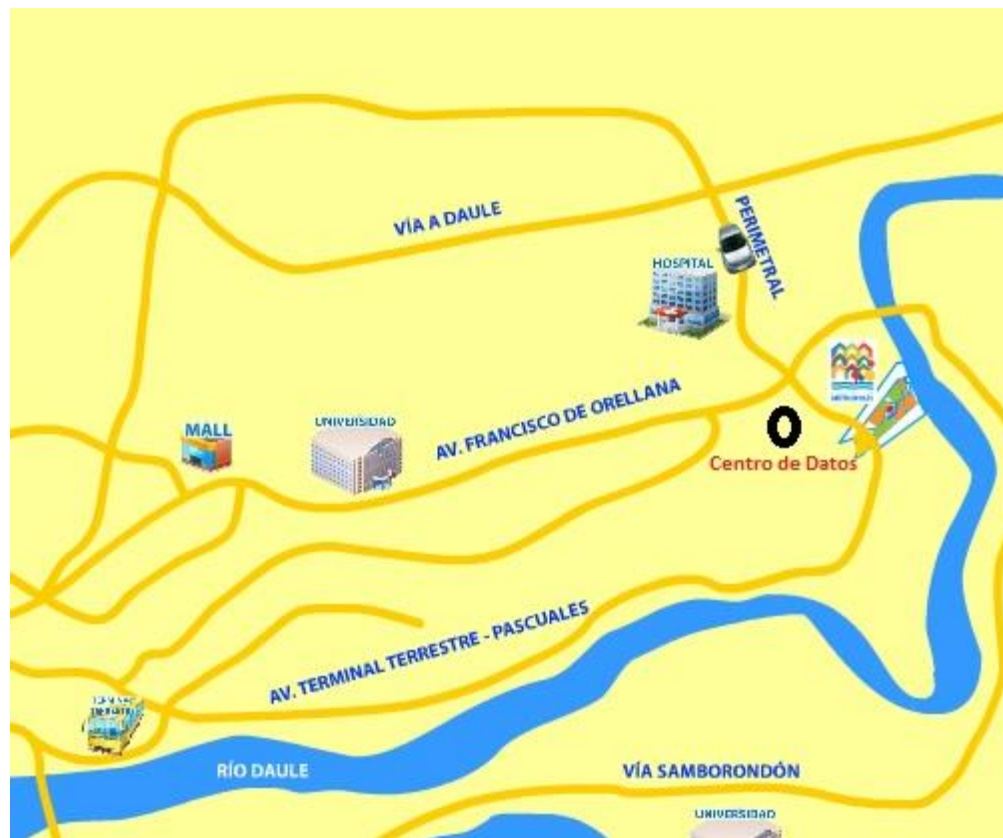 VÍA A DAULE
PERIMETRAL
HOSPITAL
AV. FRANCISCO DE ORELLANA
UNIVERSIDAD
MALL
Centro de Datos
AV. TERMINAL TERRESTRE - PASCUALES
RÍO DAULE
VÍA SAMBORONDÓN
UNIVERSIDAD